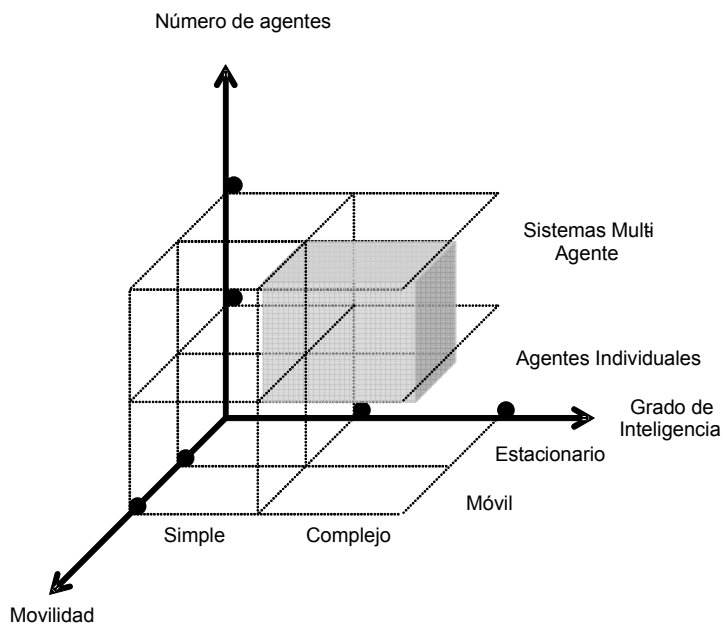 Número de agentes
Sistemas Multi
Agente
Agentes Individuales
Grado de
Inteligencia
Estacionario
Móvil
Simple
Complejo
Movilidad